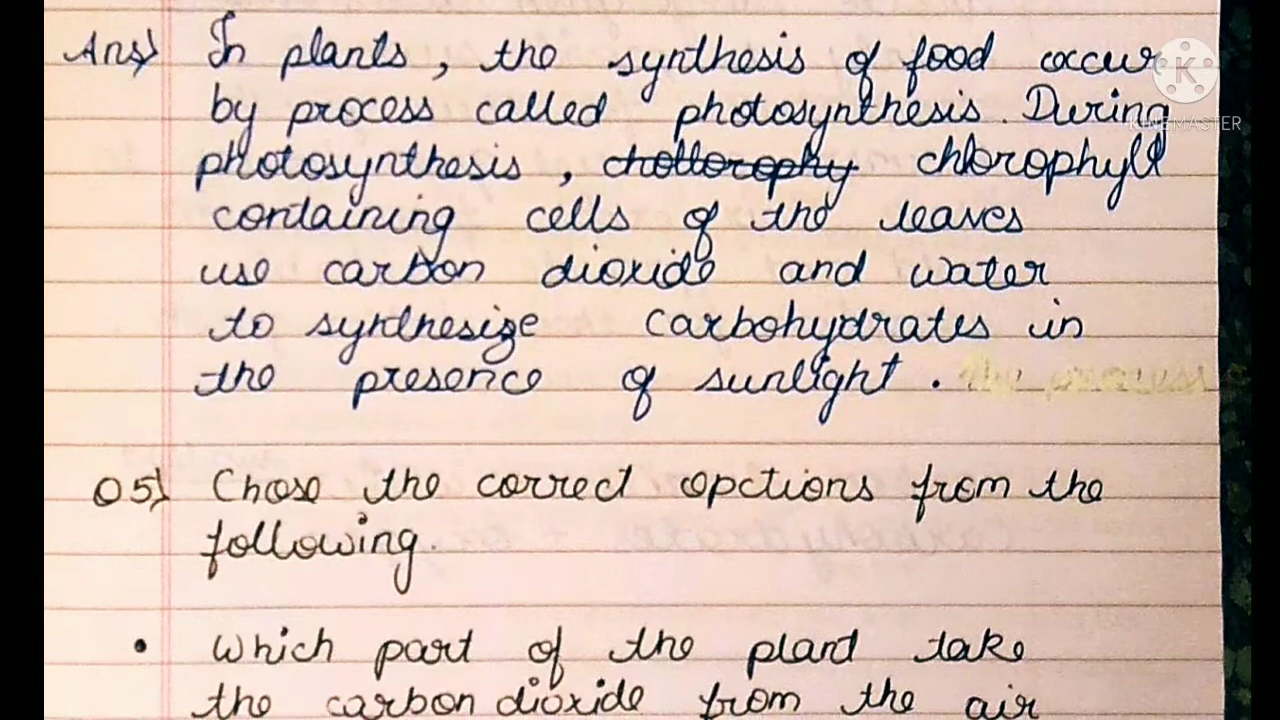 Ans) In plants, the synthesis of food occur
by process called photosynthesis. During
KINEMASTER
photosynthesis, chollorophy chlorophyll
containing cells of the leaves
use carbon dioxide and water
to synthesize carbohydrates in
the presence of sunlight.
Q5) Chose the correct opctions from the
following.
• Which part of the plant take
the carbon dioxide from the air